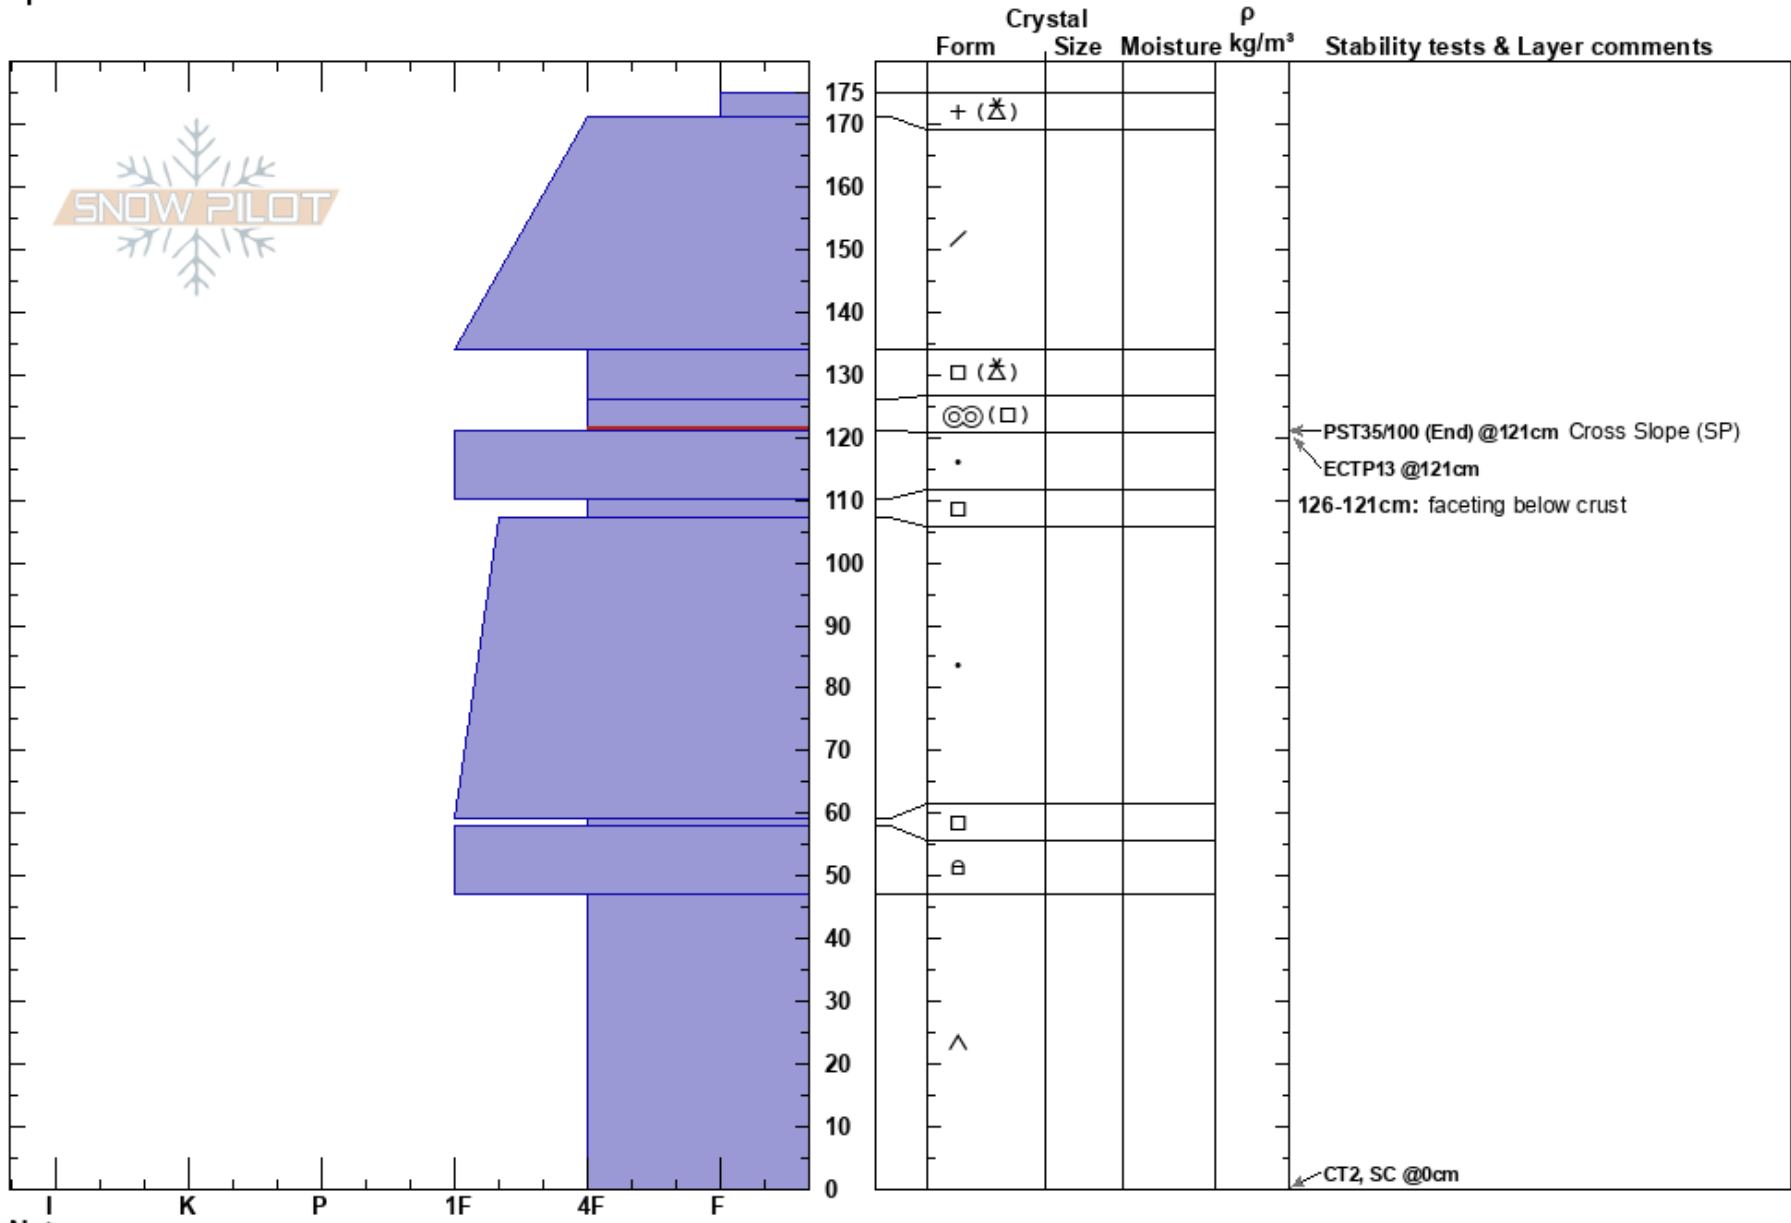 Crystal
ρ
Form Size Moisture kg/m³ Stability tests & Layer comments
175
170
160
150
140
130
120
110
100
90
80
70
60
50
40
30
20
10
0
SNOW PILOT
+ ( )
/
□ ( )
(□)
•
□
•
□
∧
PST35/100 (End) @121cm Cross Slope (SP)
ECTP13 @121cm
126-121cm: faceting below crust
CT2, SC @0cm
I K P 1F 4F F